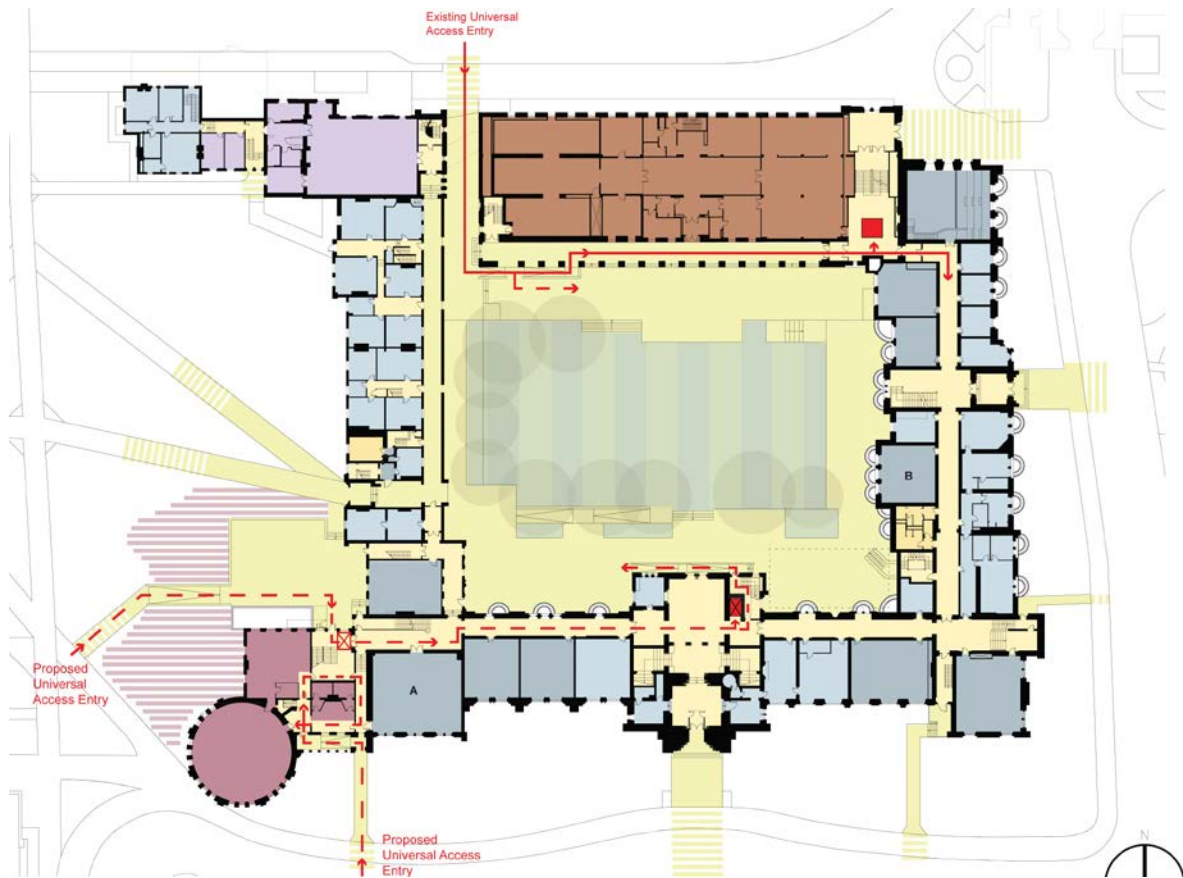 Existing Universal
Access Entry
B
A
Proposed
Universal
Access Entry
Proposed
Universal Access
Entry
N